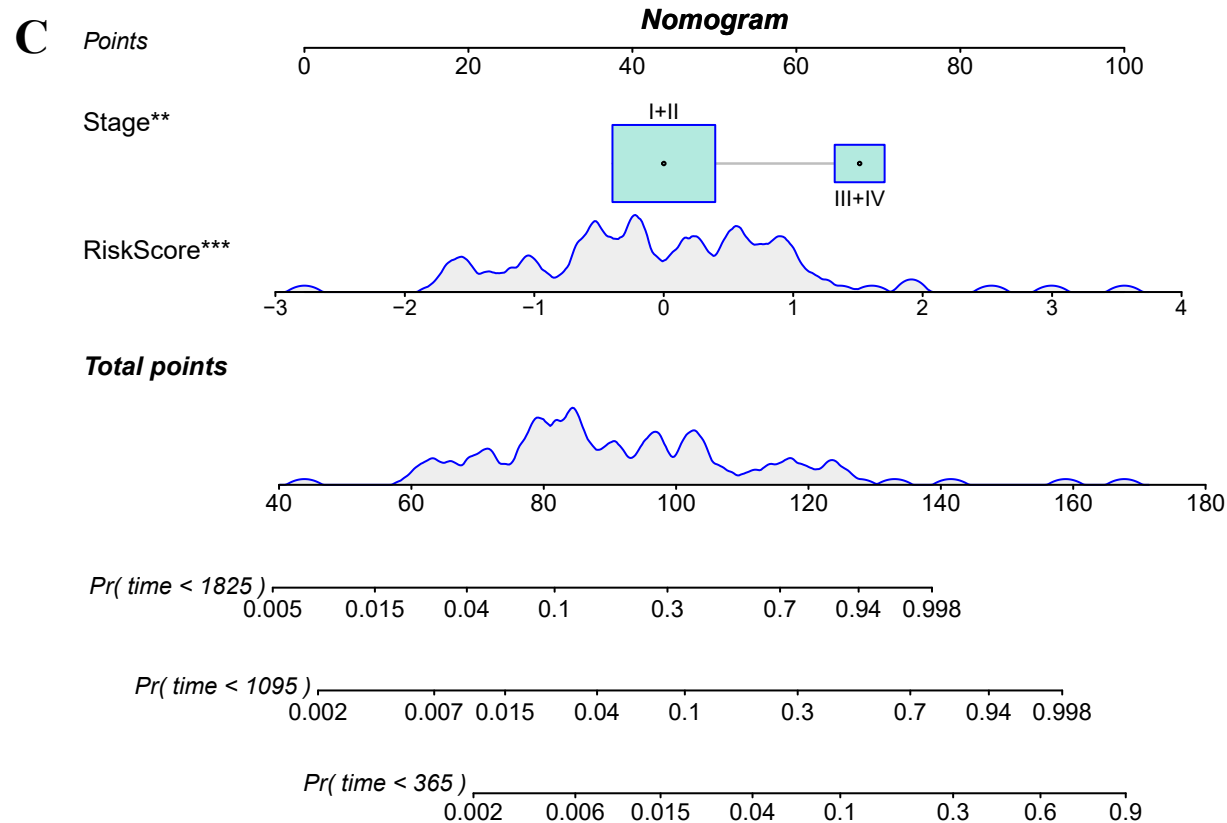 C
Nomogram
Points
0 20 40 60 80 100
Stage**
I+II
III+IV
RiskScore***
−3 −2 −1 0 1 2 3 4
Total points
40 60 80 100 120 140 160 180
Pr( time < 1825 )
0.005 0.015 0.04 0.1 0.3 0.7 0.94 0.998
Pr( time < 1095 )
0.002 0.007 0.015 0.04 0.1 0.3 0.7 0.94 0.998
Pr( time < 365 )
0.002 0.006 0.015 0.04 0.1 0.3 0.6 0.9